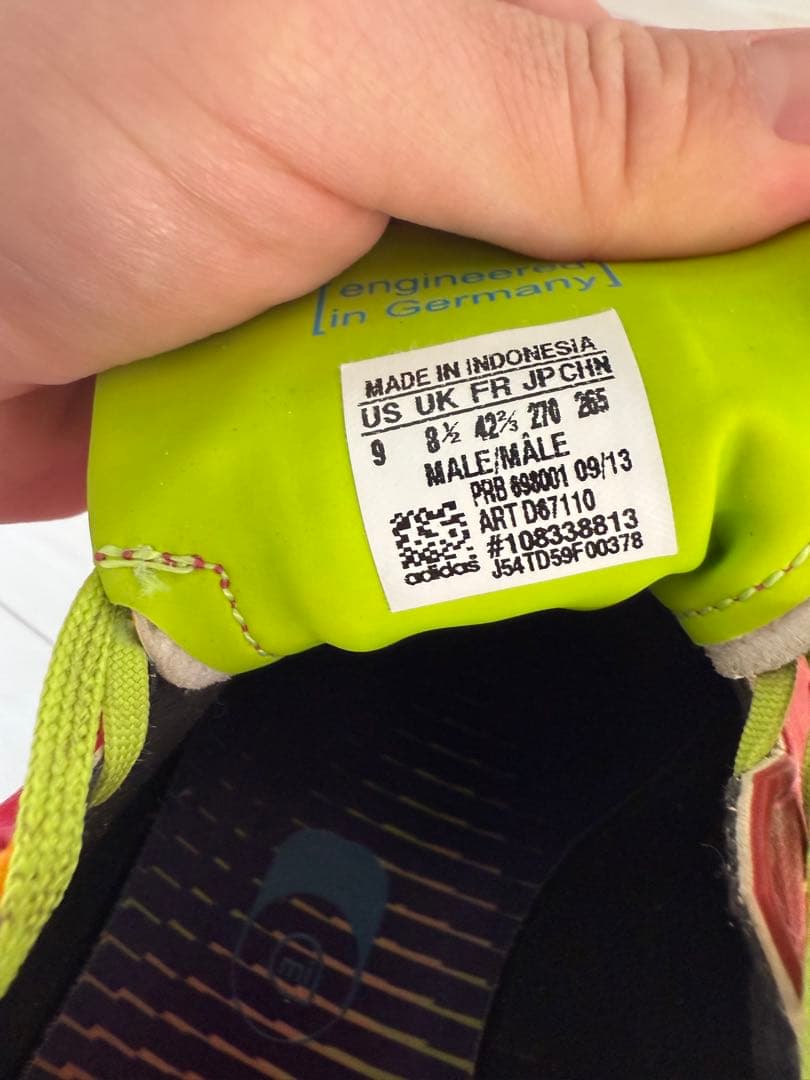 [engineered
in Germany]
MADE IN INDONESIA
US UK FR JP CHN
9 8½ 42⅔ 270 265
MALE/MÂLE
PRB 698001 09/13
ART D67110
#108338813
adidas J54TD59F00378
mi